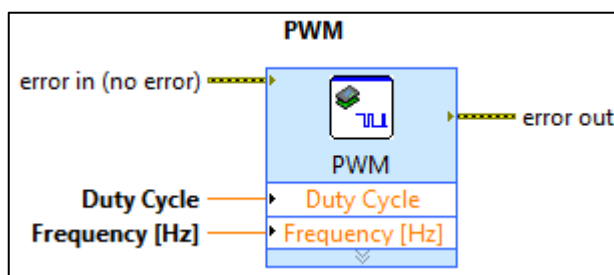 PWM
error in (no error)
error out
PWM
Duty Cycle Duty Cycle
Frequency [Hz] Frequency [Hz]